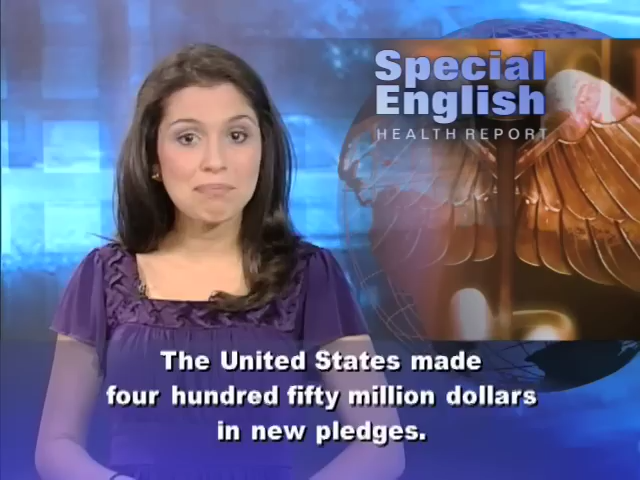 Special
English
HEALTH REPORT
The United States made
four hundred fifty million dollars
in new pledges.